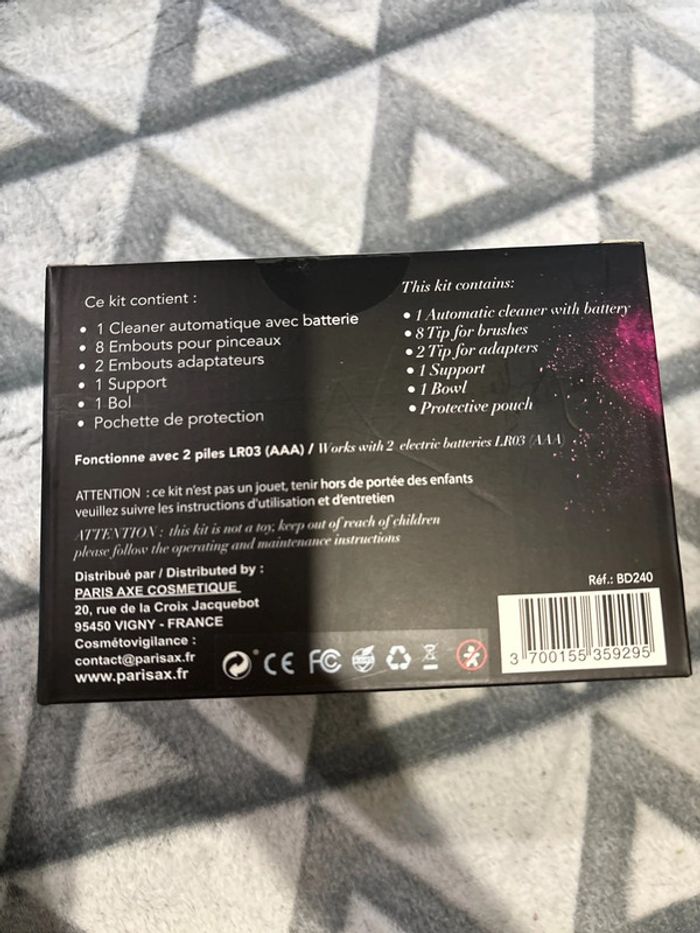 Ce kit contient :
• 1 Cleaner automatique avec batterie
• 8 Embouts pour pinceaux
• 2 Embouts adaptateurs
• 1 Support
• 1 Bol
• Pochette de protection
This kit contains:
• 1 Automatic cleaner with battery
• 8 Tip for brushes
• 2 Tip for adapters
• 1 Support
• 1 Bowl
• Protective pouch
Fonctionne avec 2 piles LR03 (AAA) / Works with 2 electric batteries LR03 (AAA)
ATTENTION : ce kit n'est pas un jouet, tenir hors de portée des enfants
veuillez suivre les instructions d'utilisation et d'entretien
ATTENTION : this kit is not a toy, keep out of reach of children
please follow the operating and maintenance instructions
Distribué par / Distributed by :
PARIS AXE COSMETIQUE
20, rue de la Croix Jacquebot
95450 VIGNY - FRANCE
Cosmétovigilance :
contact@parisax.fr
www.parisax.fr
CE FC
Réf.: BD240
3 700155 359295